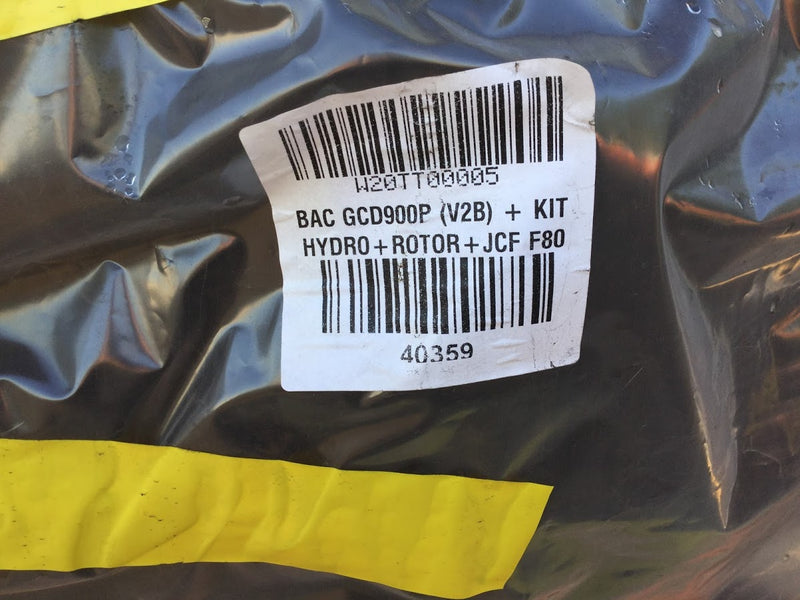 W20TT00005
BAC GCD900P (V2B) + KIT
HYDRO+ROTOR+JCF F80
40359